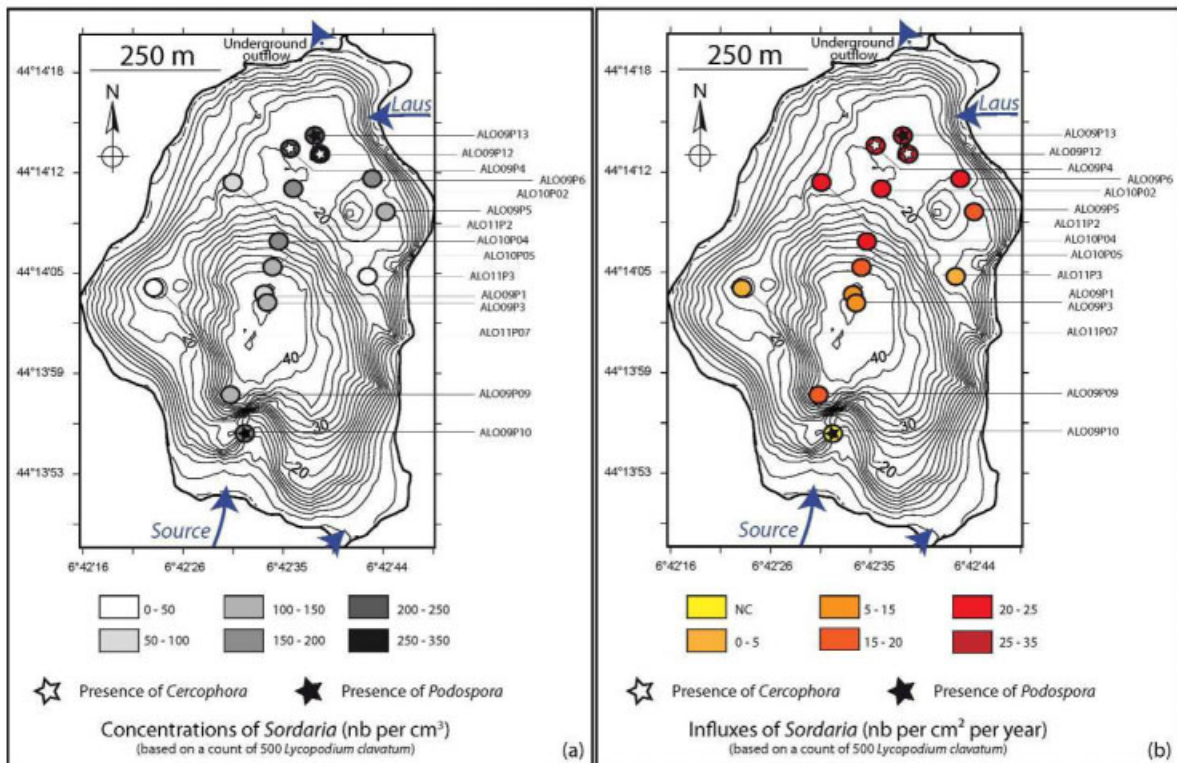 250 m
Underground
outflow
N
Laus
44°14'18
44°14'12
44°14'05
44°13'59
44°13'53
ALO09P13
ALO09P12
ALO09P4
ALO09P6
ALO10P02
ALO09P5
ALO11P2
ALO10P04
ALO10P05
ALO11P3
ALO09P1
ALO09P3
ALO11P07
ALO09P09
ALO09P10
20
40
30
20
Source
6°42'16
6°42'26
6°42'35
6°42'44
0 - 50
100 - 150
200 - 250
50 - 100
150 - 200
250 - 350
Presence of Cercophora
Presence of Podospora
Concentrations of Sordaria (nb per cm³)
(based on a count of 500 Lycopodium clavatum)
(a)
250 m
Underground
outflow
N
Laus
44°14'18
44°14'12
44°14'05
44°13'59
44°13'53
ALO09P13
ALO09P12
ALO09P4
ALO09P6
ALO10P02
ALO09P5
ALO11P2
ALO10P04
ALO10P05
ALO11P3
ALO09P1
ALO09P3
ALO11P07
ALO09P09
ALO09P10
20
40
30
20
Source
6°42'16
6°42'26
6°42'35
6°42'44
NC
5 - 15
20 - 25
0 - 5
15 - 20
25 - 35
Presence of Cercophora
Presence of Podospora
Influxes of Sordaria (nb per cm² per year)
(based on a count of 500 Lycopodium clavatum)
(b)